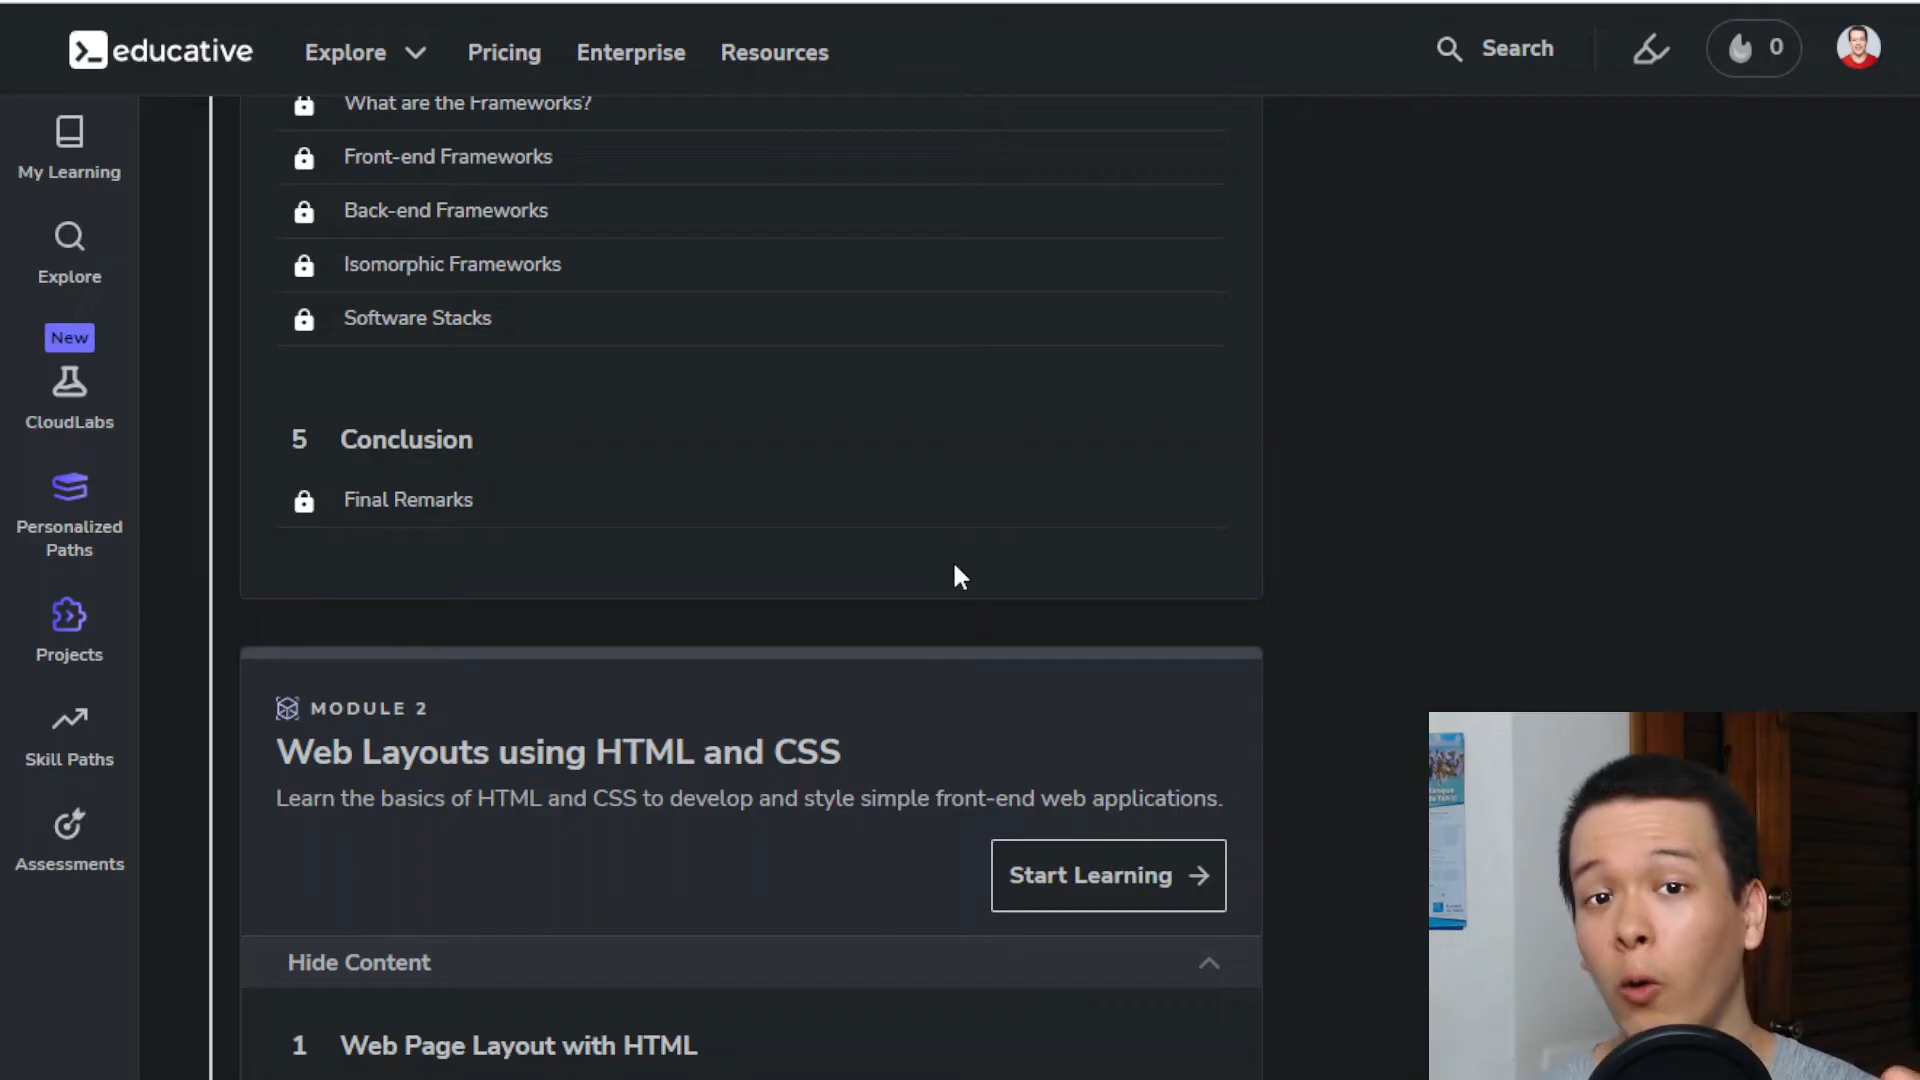 educative
Explore
Pricing
Enterprise
Resources
Search
0
My Learning
Explore
New
CloudLabs
Personalized
Paths
Projects
Skill Paths
Assessments
What are the Frameworks?
Front-end Frameworks
Back-end Frameworks
Isomorphic Frameworks
Software Stacks
5 Conclusion
Final Remarks
MODULE 2
Web Layouts using HTML and CSS
Learn the basics of HTML and CSS to develop and style simple front-end web applications.
Start Learning →
Hide Content
1 Web Page Layout with HTML